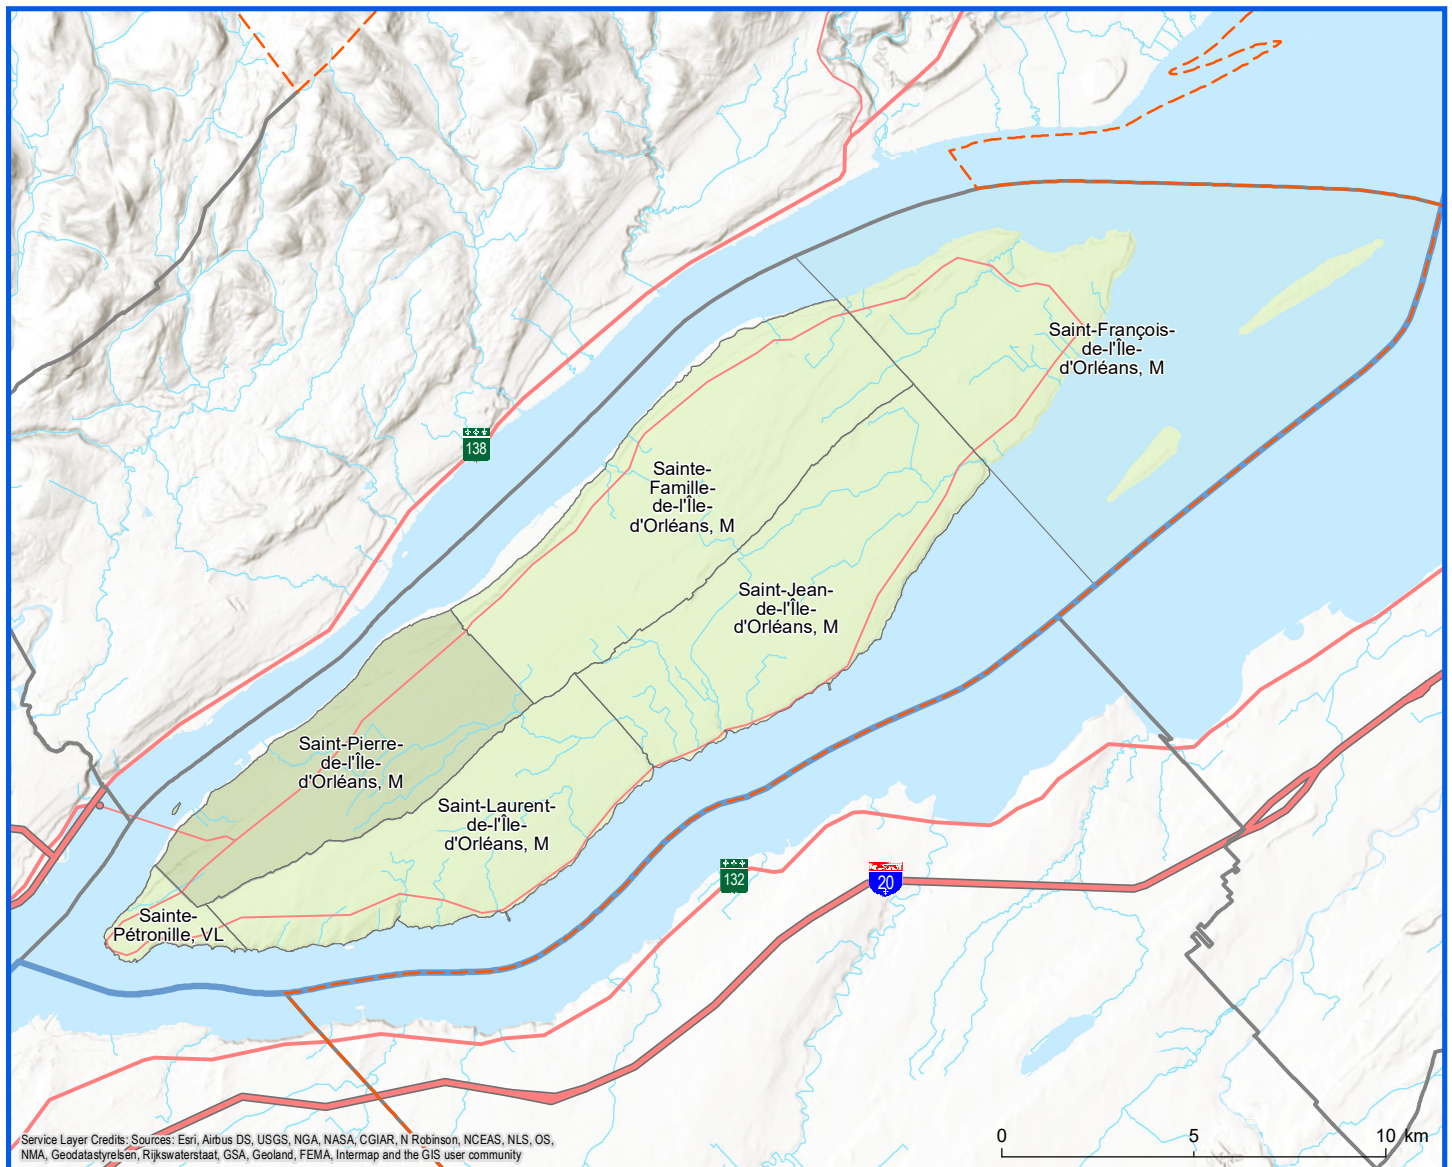 Saint-François-
de-l'Île-
d'Orléans, M
138
Sainte-
Famille-
de-l'Île-
d'Orléans, M
Saint-Jean-
de-l'Île-
d'Orléans, M
Saint-Pierre-
de-l'Île-
d'Orléans, M
Saint-Laurent-
de-l'Île-
d'Orléans, M
132
20
Sainte-
Pétronille, VL
Service Layer Credits: Sources: Esri, Airbus DS, USGS, NGA, NASA, CGIAR, N Robinson, NCEAS, NLS, OS,
NMA, Geodatastyrelsen, Rijkswaterstaat, GSA, Geoland, FEMA, Intermap and the GIS user community
0 5 10 km